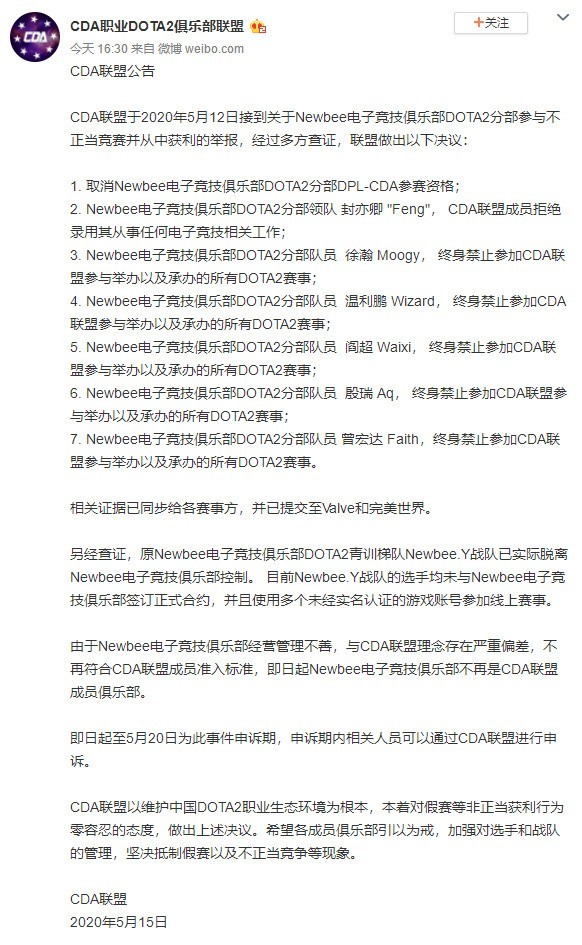 CDA
CDA职业DOTA2俱乐部联盟
+关注
今天 16:30 来自 微博 weibo.com
CDA联盟公告
CDA联盟于2020年5月12日接到关于Newbee电子竞技俱乐部DOTA2分部参与不
正当竞赛并从中获利的举报，经过多方查证，联盟做出以下决议：
1. 取消Newbee电子竞技俱乐部DOTA2分部DPL-CDA参赛资格；
2. Newbee电子竞技俱乐部DOTA2分部领队 封亦卿 "Feng"， CDA联盟成员拒绝
录用其从事任何电子竞技相关工作；
3. Newbee电子竞技俱乐部DOTA2分部队员 徐瀚 Moogy， 终身禁止参加CDA联
盟参与举办以及承办的所有DOTA2赛事；
4. Newbee电子竞技俱乐部DOTA2分部队员 温利鹏 Wizard， 终身禁止参加CDA
联盟参与举办以及承办的所有DOTA2赛事；
5. Newbee电子竞技俱乐部DOTA2分部队员 阎超 Waixi， 终身禁止参加CDA联
盟参与举办以及承办的所有DOTA2赛事；
6. Newbee电子竞技俱乐部DOTA2分部队员 殷瑞 Aq， 终身禁止参加CDA联盟参
与举办以及承办的所有DOTA2赛事；
7. Newbee电子竞技俱乐部DOTA2分部队员 曾宏达 Faith，终身禁止参加CDA联
盟参与举办以及承办的所有DOTA2赛事。
相关证据已同步给各赛事方，并已提交至Valve和完美世界。
另经查证，原Newbee电子竞技俱乐部DOTA2青训梯队Newbee.Y战队已实际脱离
Newbee电子竞技俱乐部控制。 目前Newbee.Y战队的选手均未与Newbee电子竞
技俱乐部签订正式合约，并且使用多个未经实名认证的游戏账号参加线上赛事。
由于Newbee电子竞技俱乐部经营管理不善，与CDA联盟理念存在严重偏差，不
再符合CDA联盟成员准入标准，即日起Newbee电子竞技俱乐部不再是CDA联盟
成员俱乐部。
即日起至5月20日为此事件申诉期，申诉期内相关人员可以通过CDA联盟进行申
诉。
CDA联盟以维护中国DOTA2职业生态环境为根本，本着对假赛等非正当获利行为
零容忍的态度，做出上述决议。希望各成员俱乐部引以为戒，加强对选手和战队
的管理，坚决抵制假赛以及不正当竞争等现象。
CDA联盟
2020年5月15日